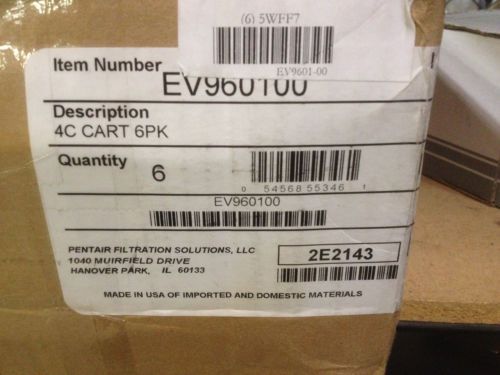 (6) 5WFF7
EV9601-00
Item Number EV960100
Description
4C CART 6PK
Quantity 6
0 54568 55346 1
EV960100
PENTAIR FILTRATION SOLUTIONS, LLC
1040 MUIRFIELD DRIVE
HANOVER PARK, IL 60133
2E2143
MADE IN USA OF IMPORTED AND DOMESTIC MATERIALS